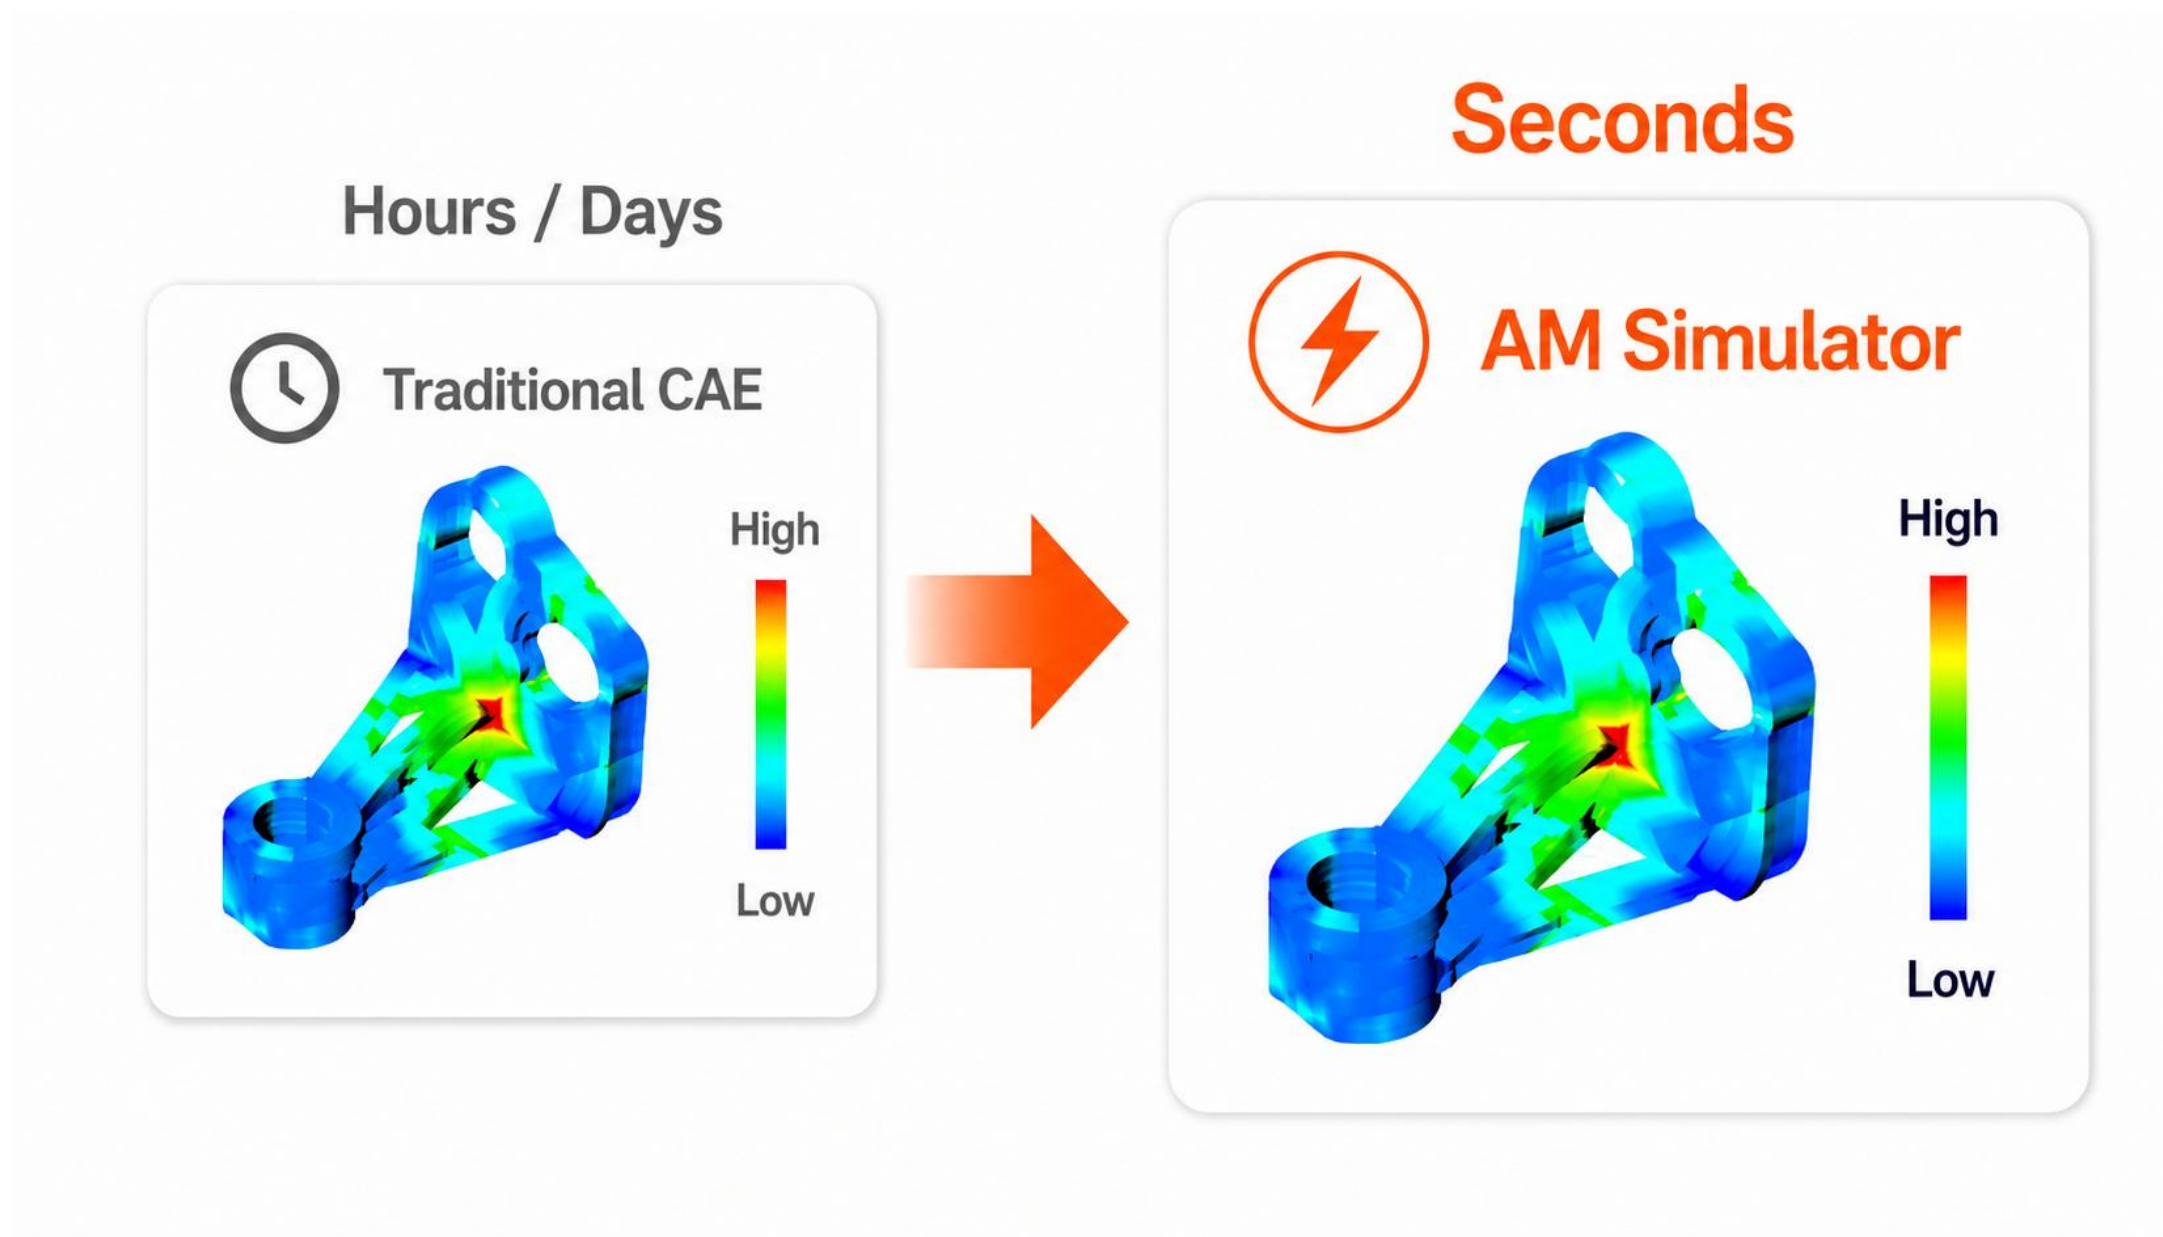 Hours / Days
Traditional CAE
High
Low
Seconds
AM Simulator
High
Low